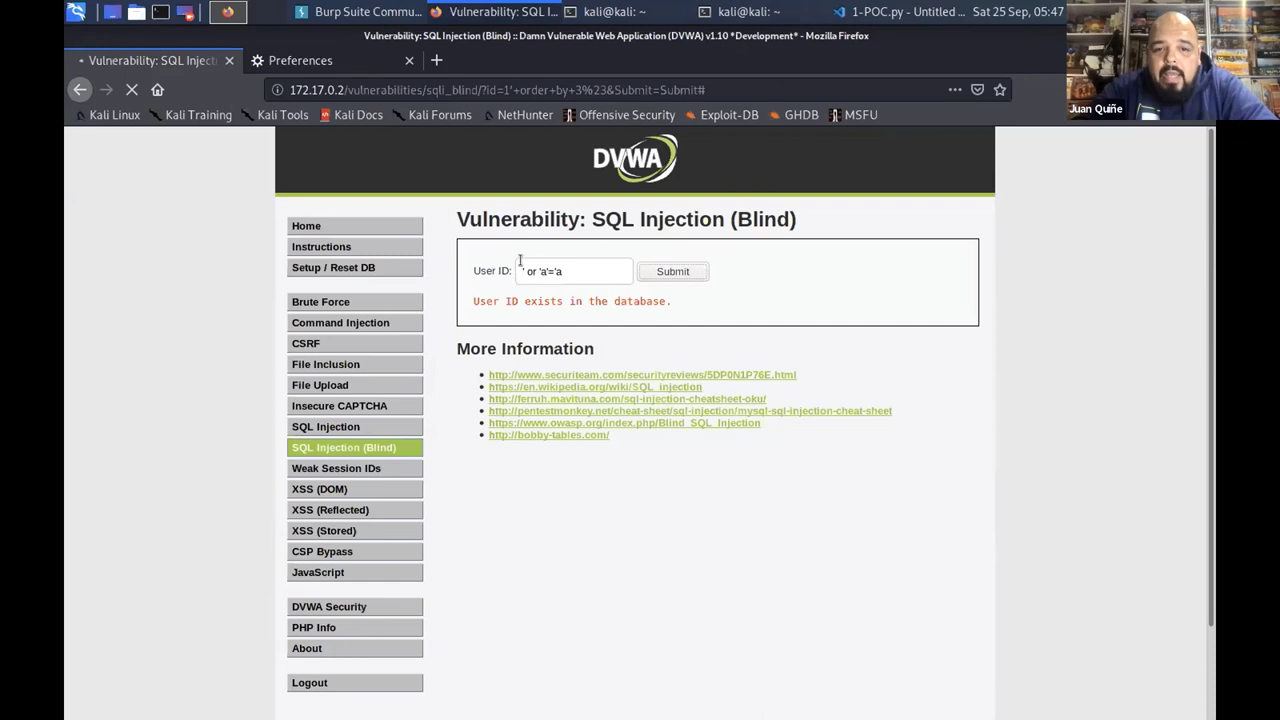 Burp Suite Commu...
Vulnerability: SQL I...
kali@kali: ~
kali@kali: ~
1-POC.py - Untitled ...
Sat 25 Sep, 05:47
Vulnerability: SQL Injection (Blind) :: Damn Vulnerable Web Application (DVWA) v1.10 *Development* - Mozilla Firefox
Vulnerability: SQL Injecti
Preferences
172.17.0.2/vulnerabilities/sqli_blind/?id=1'+order+by+3%23&Submit=Submit#
Juan Quiñe
Kali Linux
Kali Training
Kali Tools
Kali Docs
Kali Forums
NetHunter
Offensive Security
Exploit-DB
GHDB
MSFU
DVWA
Vulnerability: SQL Injection (Blind)
Home
Instructions
Setup / Reset DB
User ID:
' or 'a'='a
Submit
User ID exists in the database.
Brute Force
Command Injection
CSRF
File Inclusion
File Upload
Insecure CAPTCHA
SQL Injection
SQL Injection (Blind)
Weak Session IDs
XSS (DOM)
XSS (Reflected)
XSS (Stored)
CSP Bypass
JavaScript
More Information
http://www.securiteam.com/securityreviews/5DP0N1P76E.html
https://en.wikipedia.org/wiki/SQL_injection
http://ferruh.mavituna.com/sql-injection-cheatsheet-oku/
http://pentestmonkey.net/cheat-sheet/sql-injection/mysql-sql-injection-cheat-sheet
https://www.owasp.org/index.php/Blind_SQL_Injection
http://bobby-tables.com/
DVWA Security
PHP Info
About
Logout